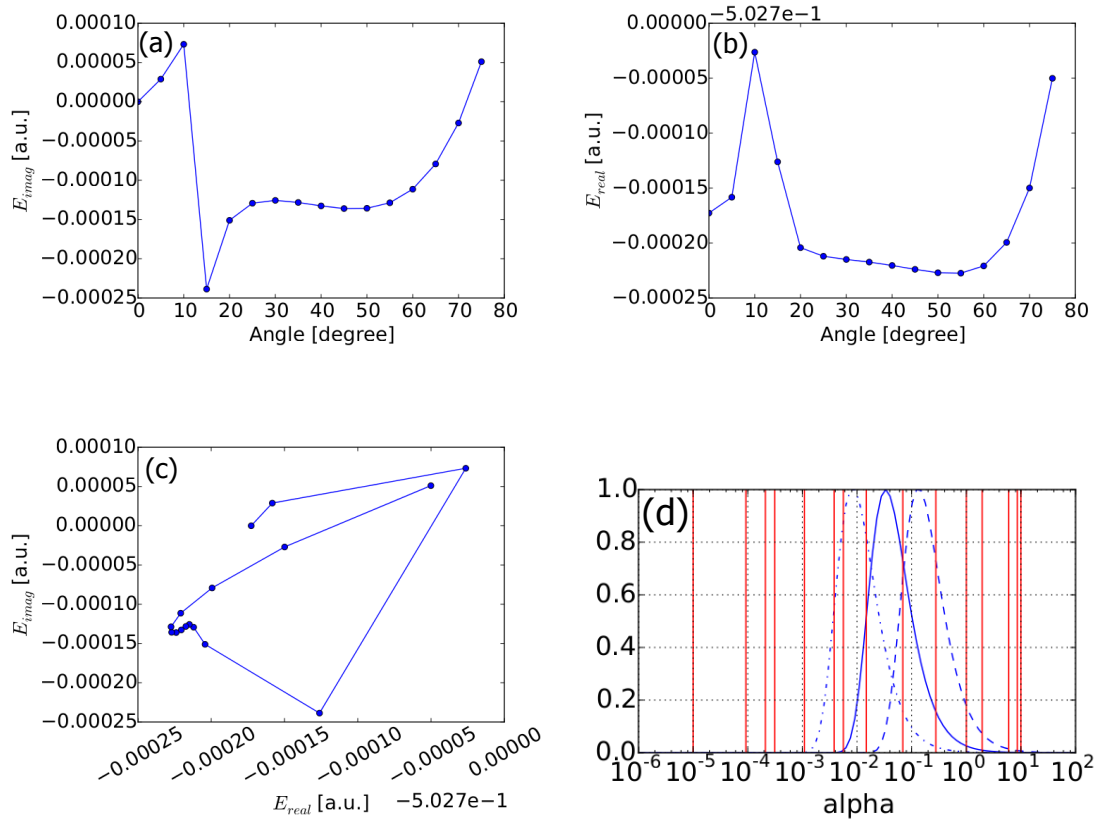 (a)
0.00010
0.00005
0.00000
−0.00005
−0.00010
−0.00015
−0.00020
−0.00025
E_imag [a.u.]
0 10 20 30 40 50 60 70 80
Angle [degree]
(b)
−5.027e−1
0.00000
−0.00005
−0.00010
−0.00015
−0.00020
−0.00025
E_real [a.u.]
0 10 20 30 40 50 60 70 80
Angle [degree]
(c)
0.00010
0.00005
0.00000
−0.00005
−0.00010
−0.00015
−0.00020
−0.00025
E_imag [a.u.]
−0.00025 −0.00020 −0.00015 −0.00010 −0.00005 0.00000
E_real [a.u.] −5.027e−1
(d)
1.0
0.8
0.6
0.4
0.2
0.0
10^-6 10^-5 10^-4 10^-3 10^-2 10^-1 10^0 10^1 10^2
alpha